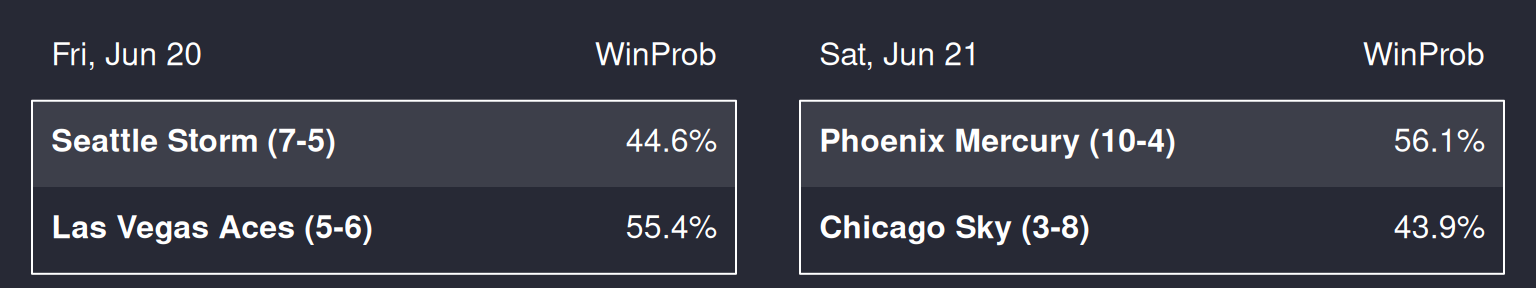 Fri, Jun 20 WinProb
Seattle Storm (7-5) 44.6%
Las Vegas Aces (5-6) 55.4%
Sat, Jun 21 WinProb
Phoenix Mercury (10-4) 56.1%
Chicago Sky (3-8) 43.9%